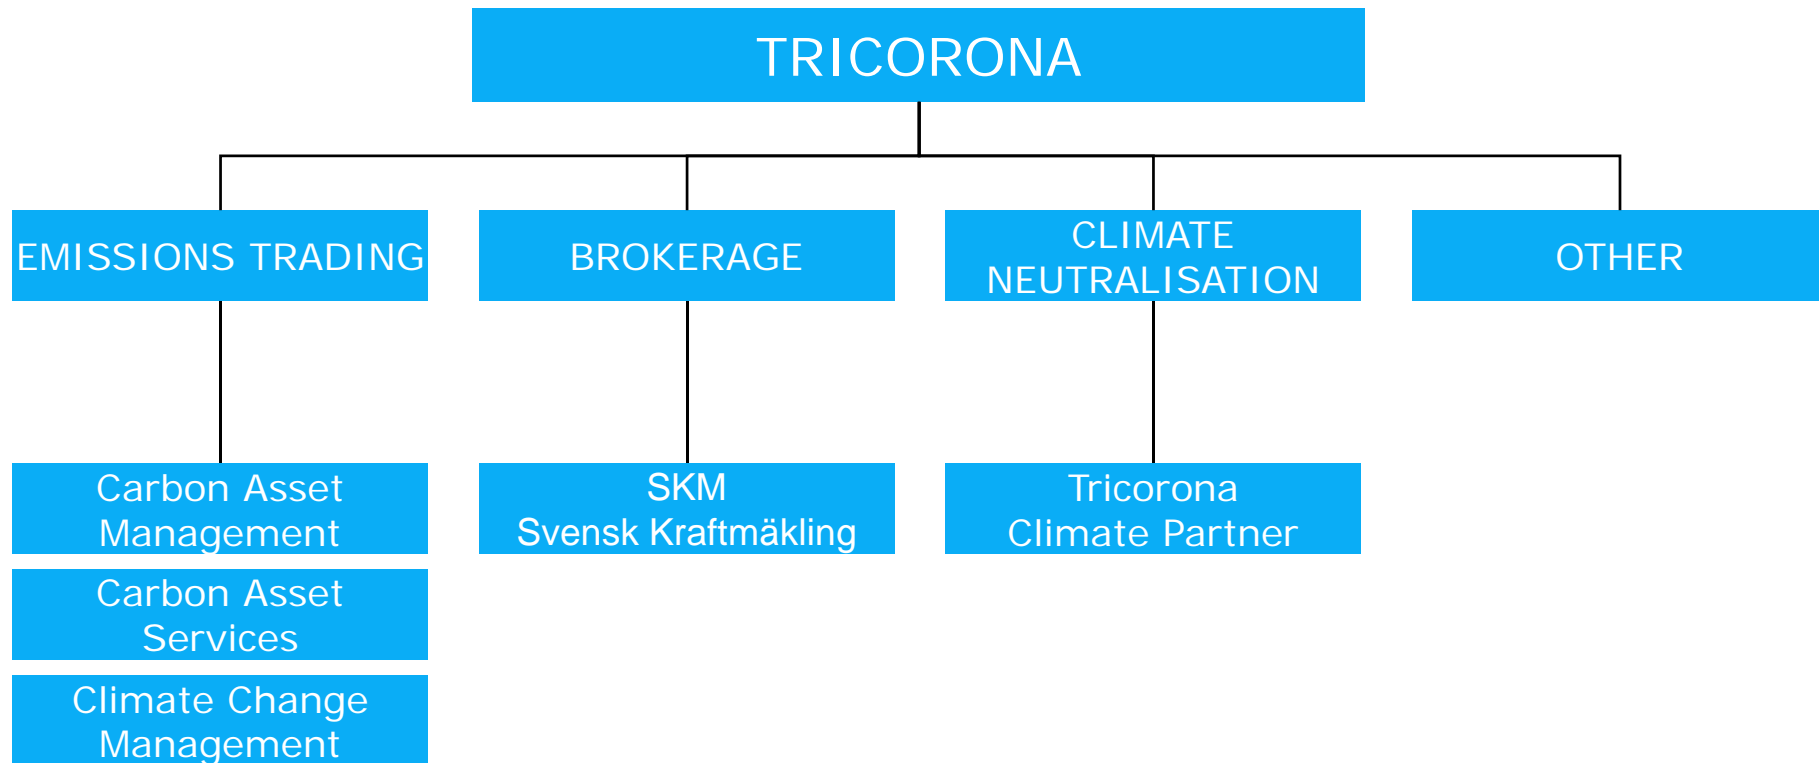 TRICORONA
EMISSIONS TRADING
BROKERAGE
CLIMATE
NEUTRALISATION
OTHER
Carbon Asset
Management
SKM
Svensk Kraftmäkling
Tricorona
Climate Partner
Carbon Asset
Services
Climate Change
Management